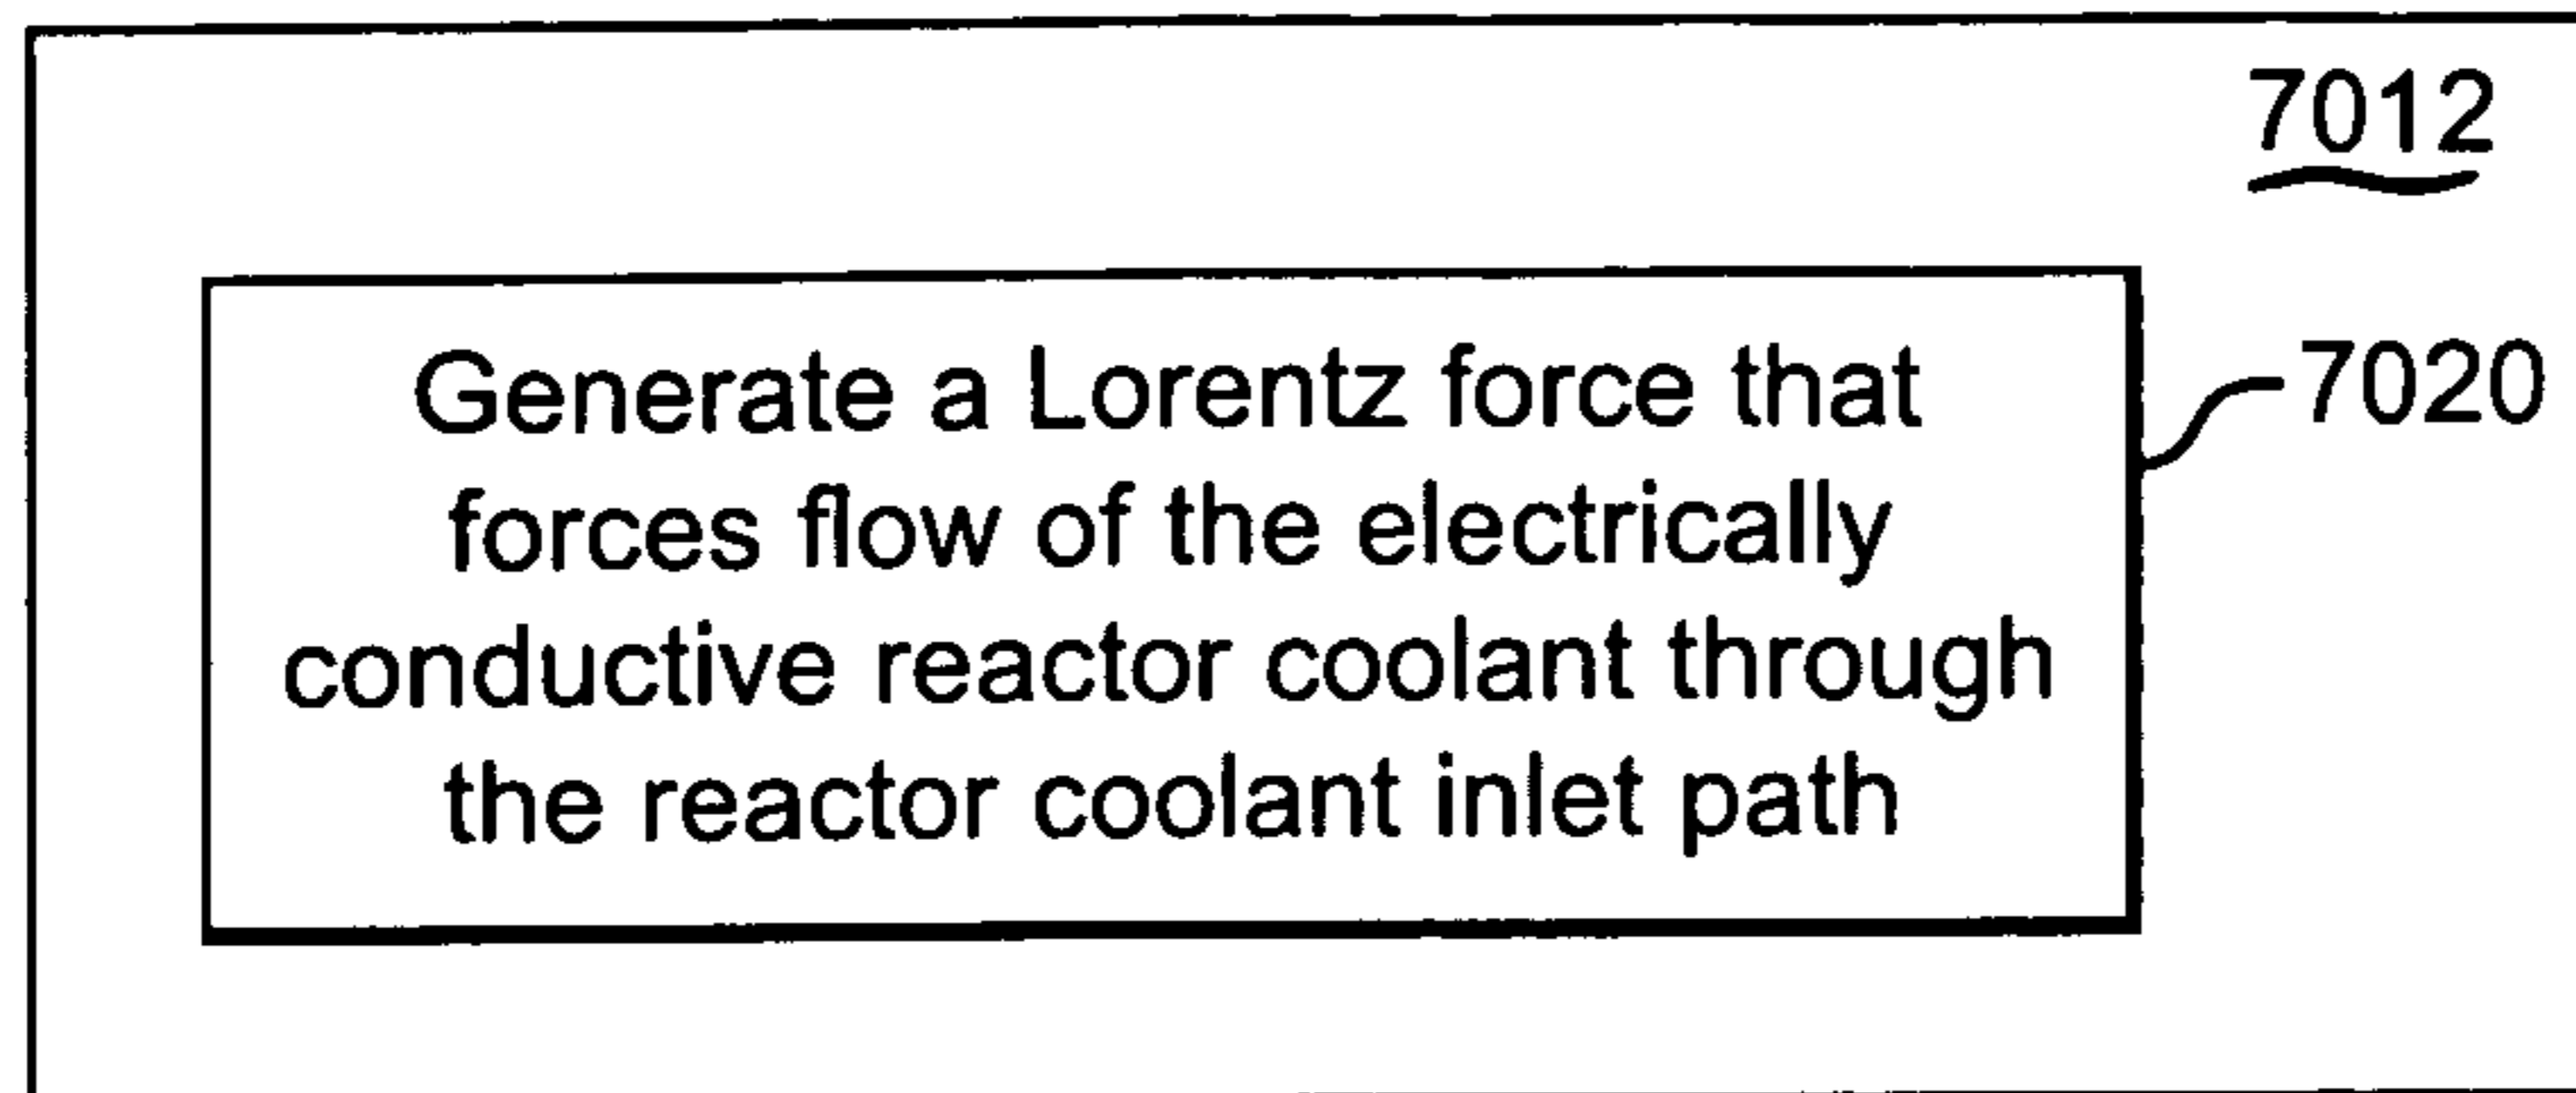 7012
Generate a Lorentz force that
forces flow of the electrically
conductive reactor coolant through
the reactor coolant inlet path
7020